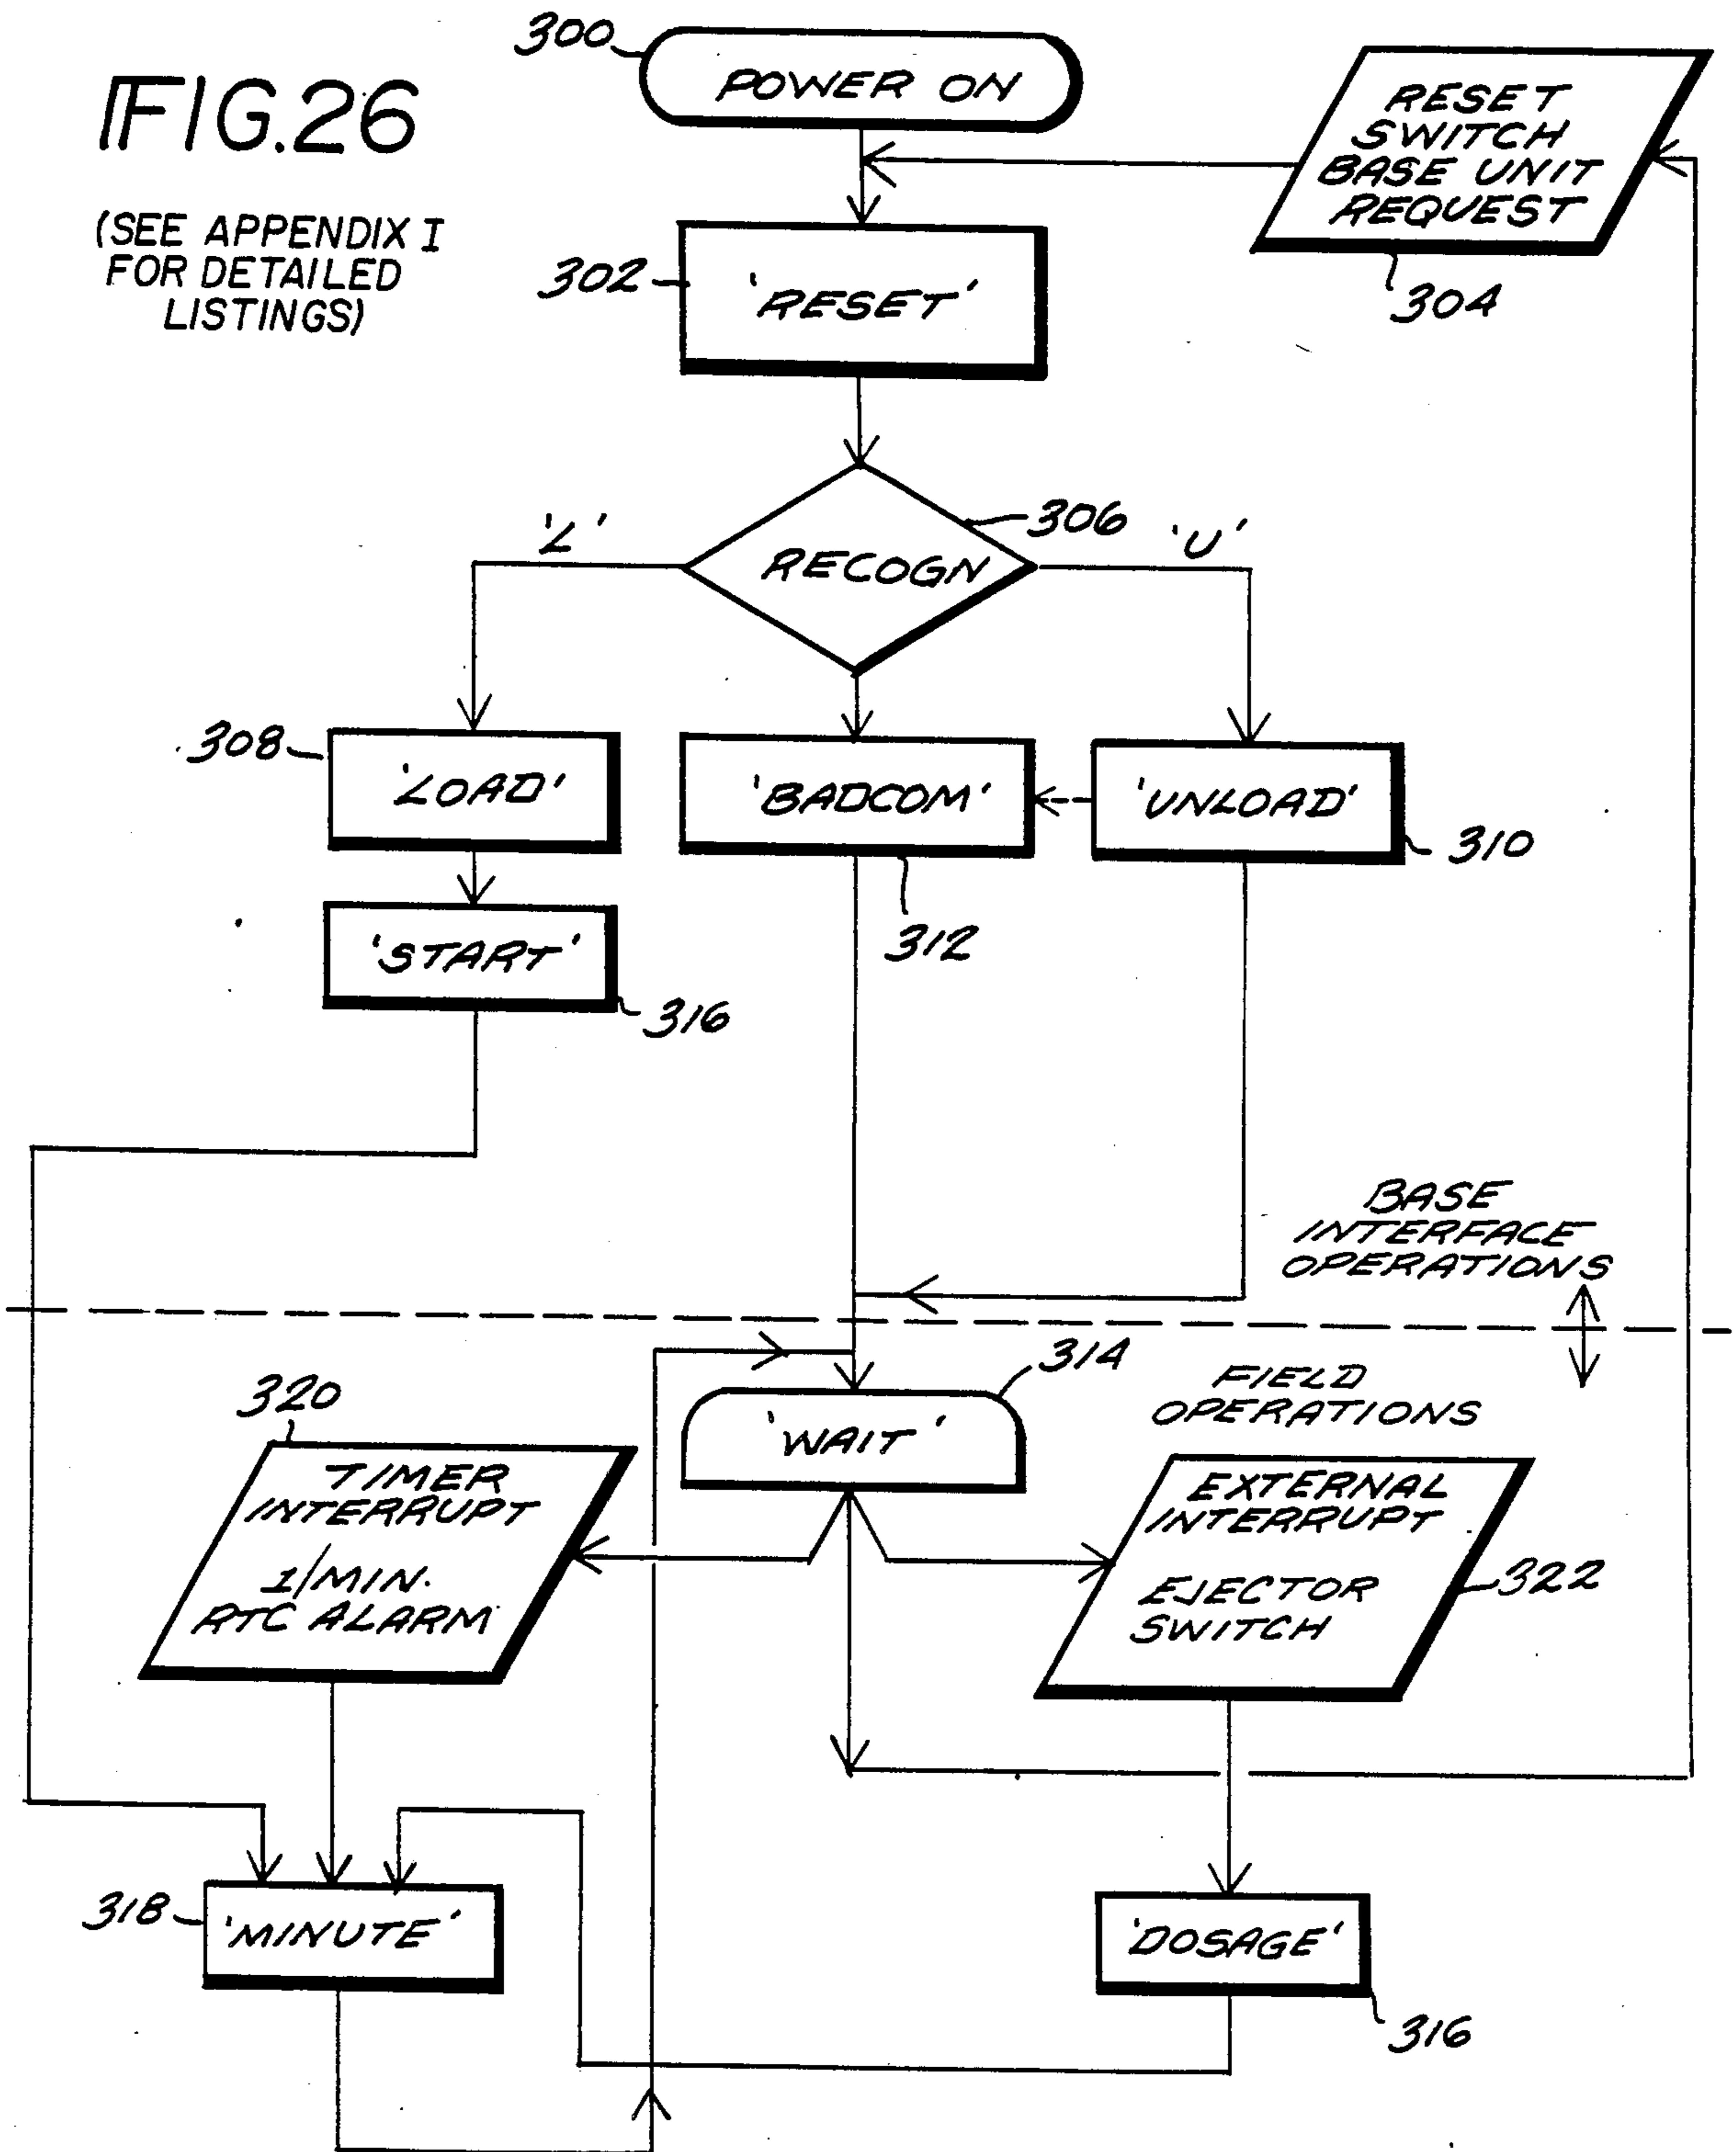 300
POWER ON
FIG.26
(SEE APPENDIX I
FOR DETAILED
LISTINGS)
RESET
SWITCH
BASE UNIT
REQUEST
304
302
'RESET'
306
'L'
RECOGN
'U'
308
'LOAD'
'BADCOM'
'UNLOAD'
310
312
'START'
316
BASE
INTERFACE
OPERATIONS
314
FIELD
OPERATIONS
320
'WAIT'
TIMER
INTERRUPT
1/MIN.
RTC ALARM
EXTERNAL
INTERRUPT
EJECTOR
SWITCH
322
318
'MINUTE'
'DOSAGE'
316